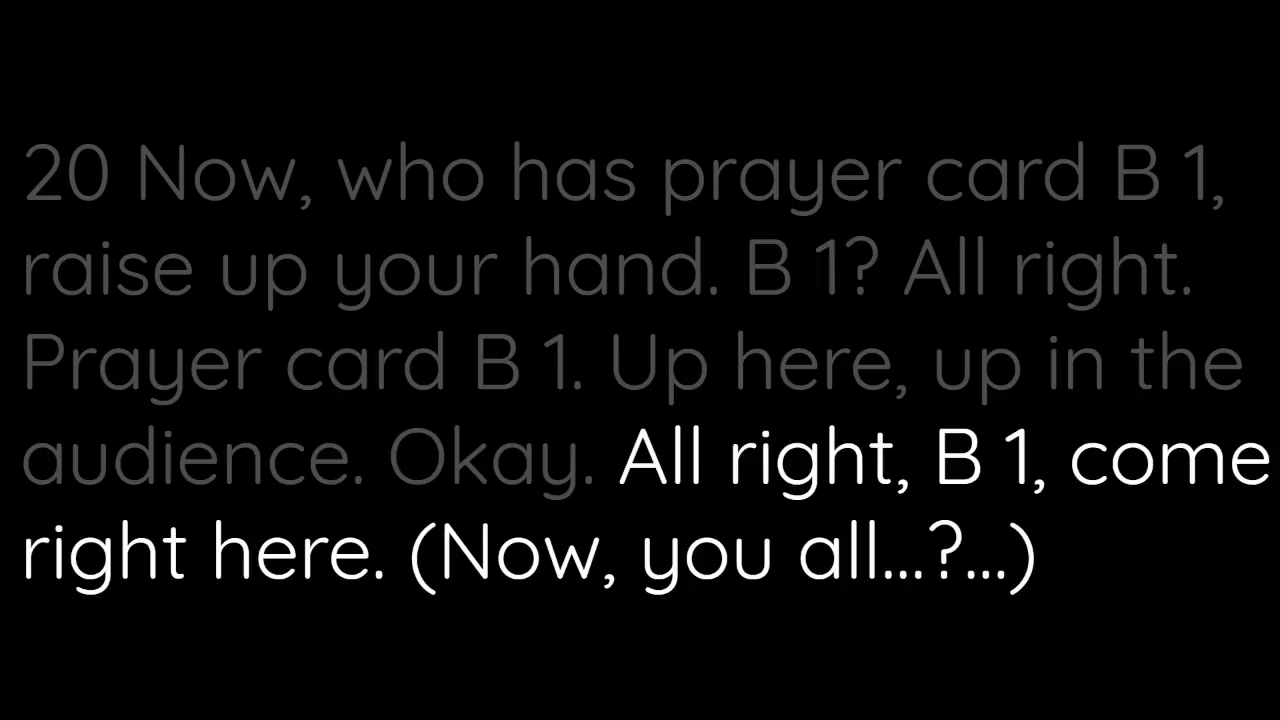 20 Now, who has prayer card B 1,
raise up your hand. B 1? All right.
Prayer card B 1. Up here, up in the
audience. Okay. All right, B 1, come
right here. (Now, you all...?...)